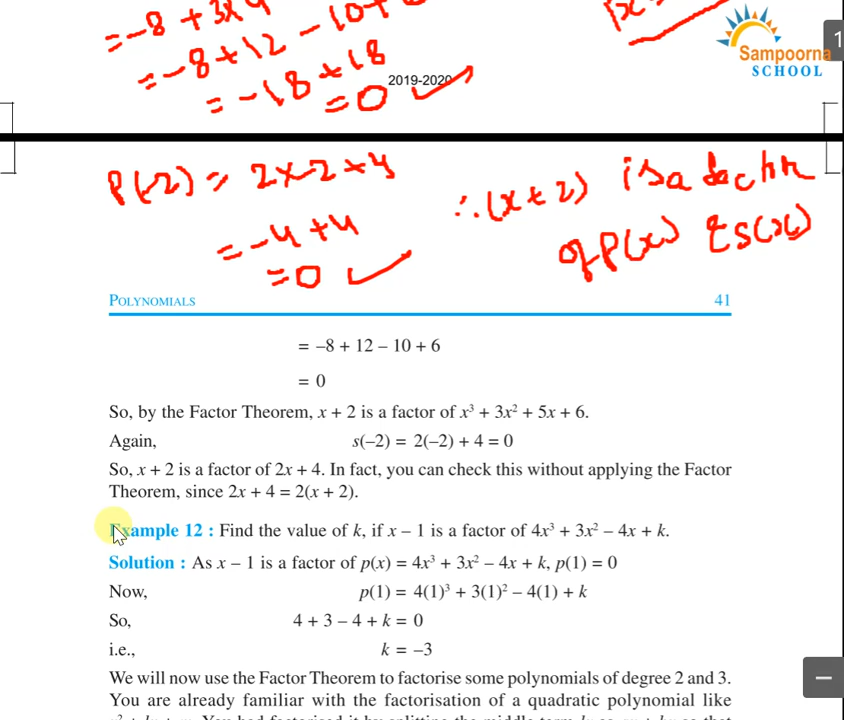 = -8 + 3x4
= -8 + 12 - 10 +
= -18 + 18
= 0
2019-2020
Sampoorna
SCHOOL
1
P(-2) = 2x-2+4
= -4 + 4
= 0
∴ (x+2) is a factor
of P(x) & S(x)
POLYNOMIALS 41
= –8 + 12 – 10 + 6
= 0
So, by the Factor Theorem, x + 2 is a factor of x³ + 3x² + 5x + 6.
Again, s(–2) = 2(–2) + 4 = 0
So, x + 2 is a factor of 2x + 4. In fact, you can check this without applying the Factor
Theorem, since 2x + 4 = 2(x + 2).
Example 12 : Find the value of k, if x – 1 is a factor of 4x³ + 3x² – 4x + k.
Solution : As x – 1 is a factor of p(x) = 4x³ + 3x² – 4x + k, p(1) = 0
Now, p(1) = 4(1)³ + 3(1)² – 4(1) + k
So, 4 + 3 – 4 + k = 0
i.e., k = –3
We will now use the Factor Theorem to factorise some polynomials of degree 2 and 3.
You are already familiar with the factorisation of a quadratic polynomial like